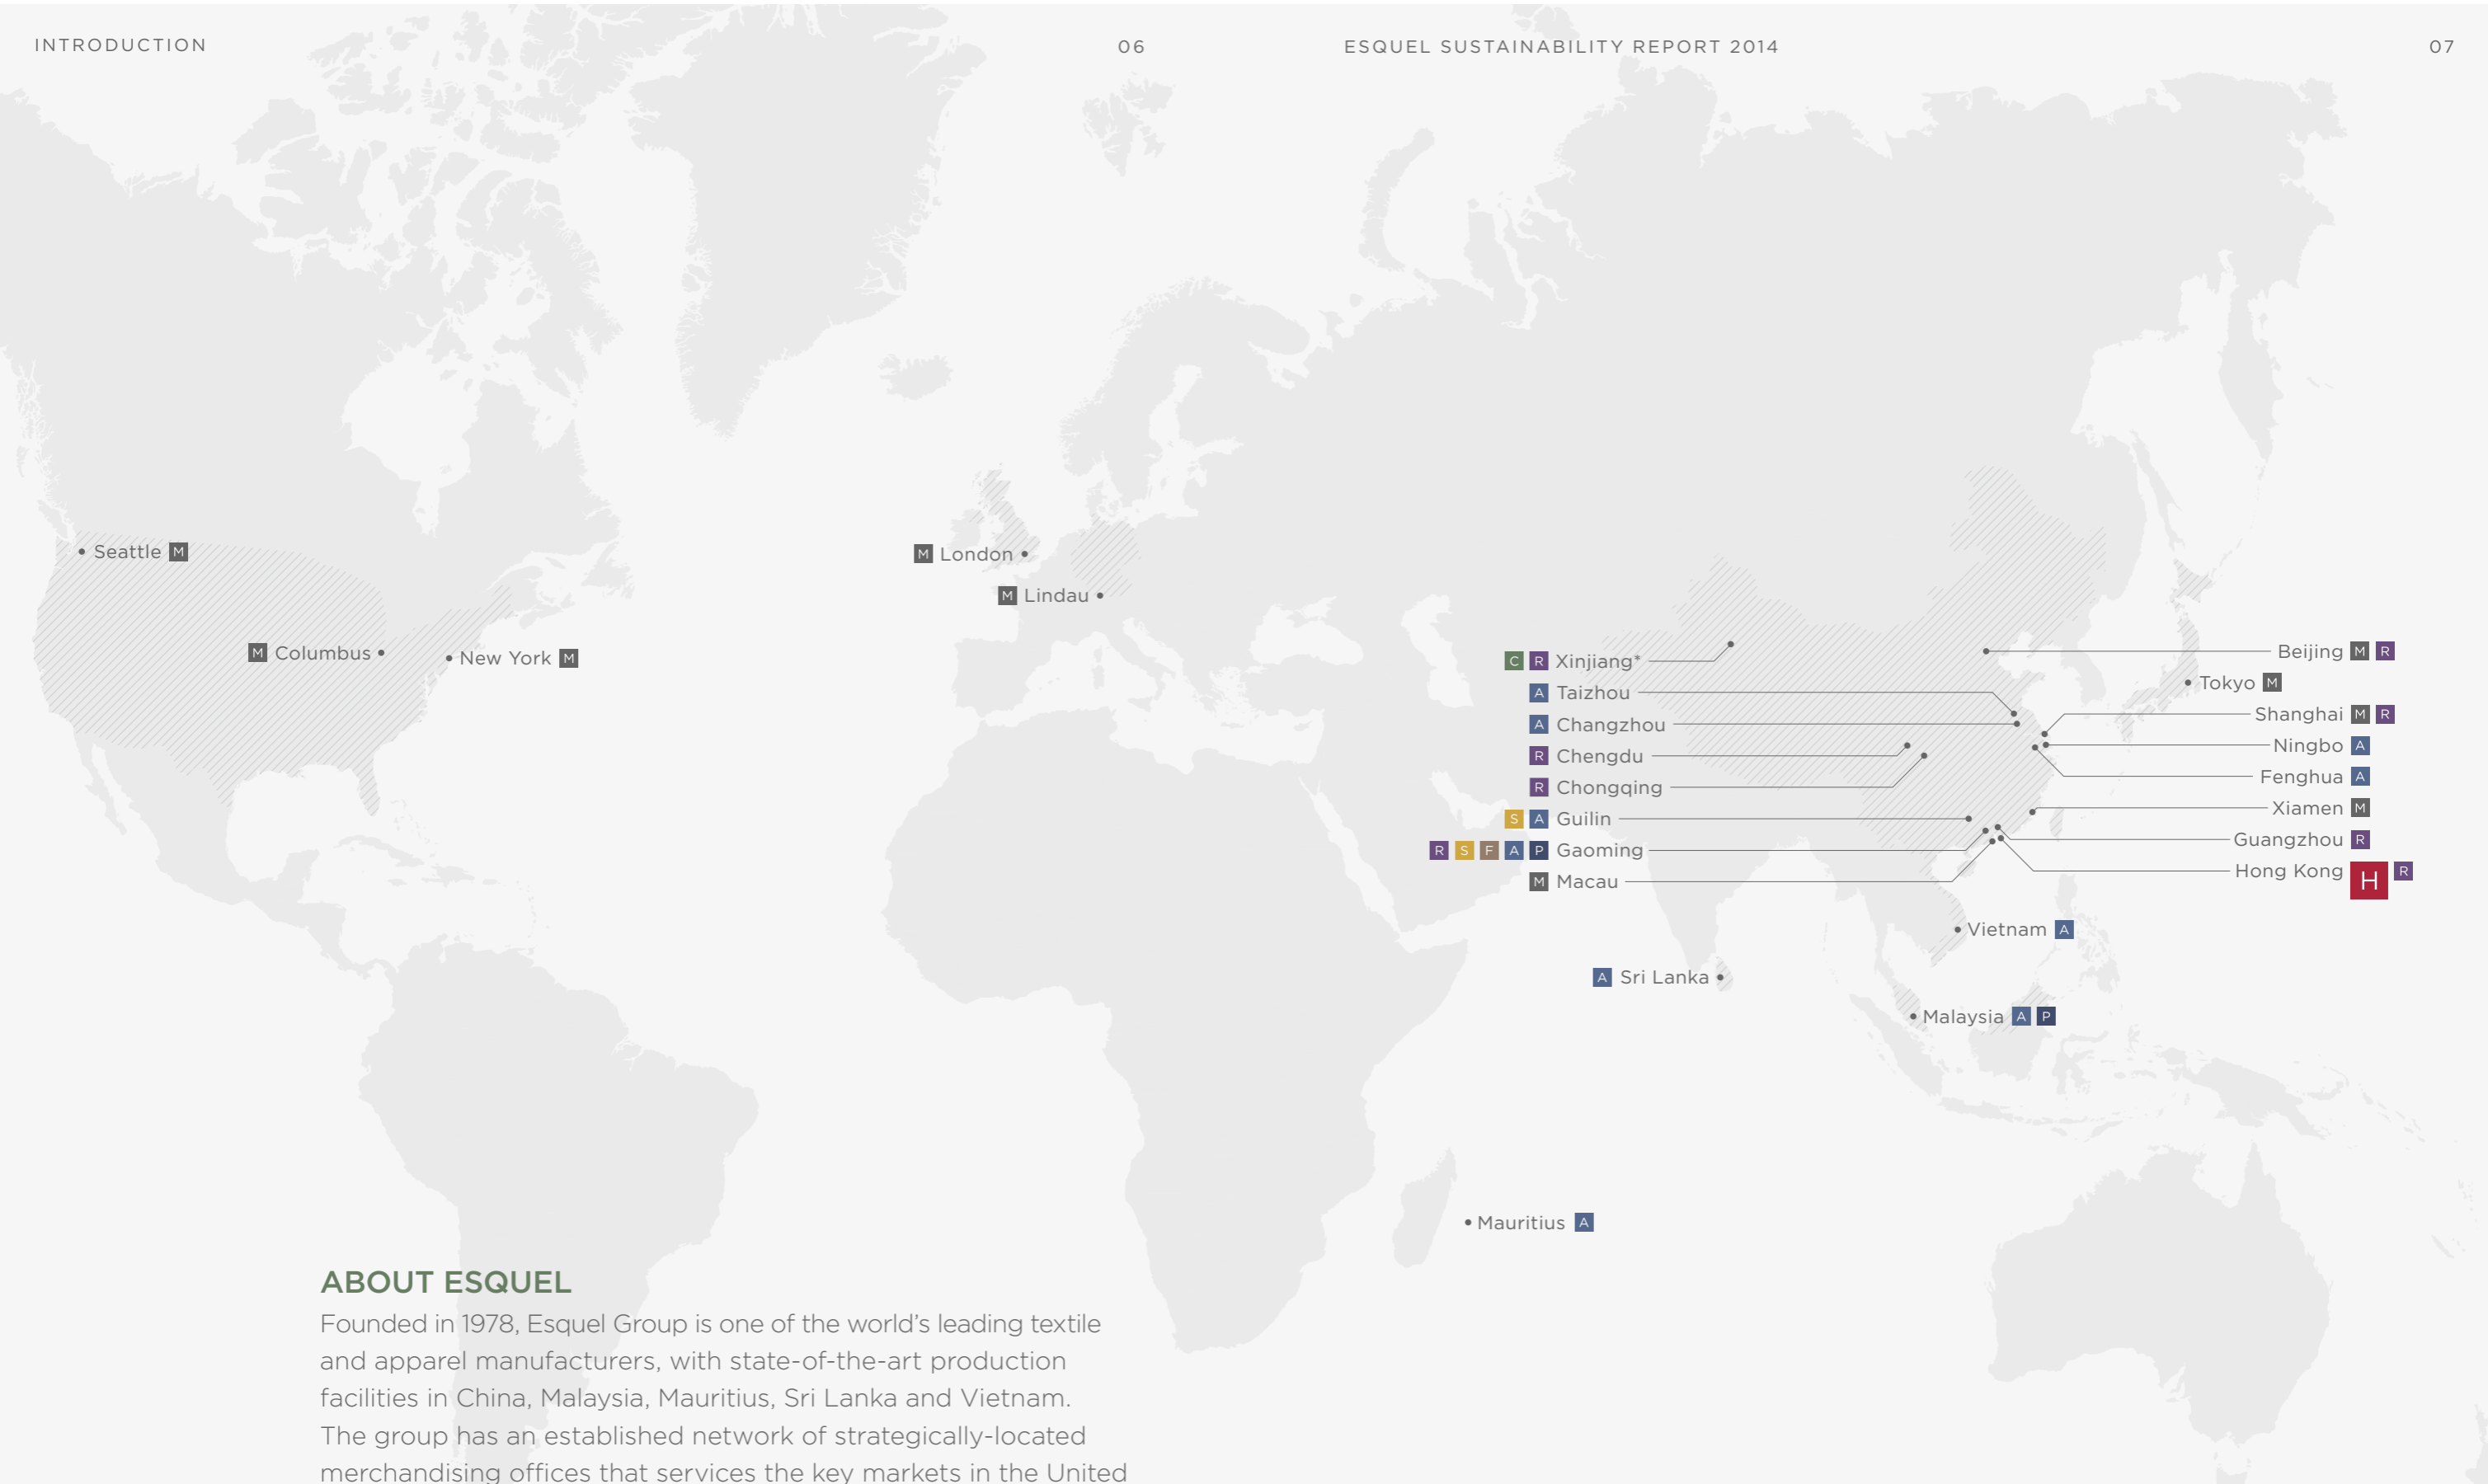 INTRODUCTION
06
ESQUEL SUSTAINABILITY REPORT 2014
07
Seattle M
M Columbus
New York M
M London
M Lindau
C R Xinjiang*
A Taizhou
A Changzhou
R Chengdu
R Chongqing
S A Guilin
R S F A P Gaoming
M Macau
Beijing M R
Tokyo M
Shanghai M R
Ningbo A
Fenghua A
Xiamen M
Guangzhou R
Hong Kong H R
Vietnam A
A Sri Lanka
Malaysia A P
Mauritius A
ABOUT ESQUEL
Founded in 1978, Esquel Group is one of the world’s leading textile
and apparel manufacturers, with state-of-the-art production
facilities in China, Malaysia, Mauritius, Sri Lanka and Vietnam.
The group has an established network of strategically-located
merchandising offices that services the key markets in the United